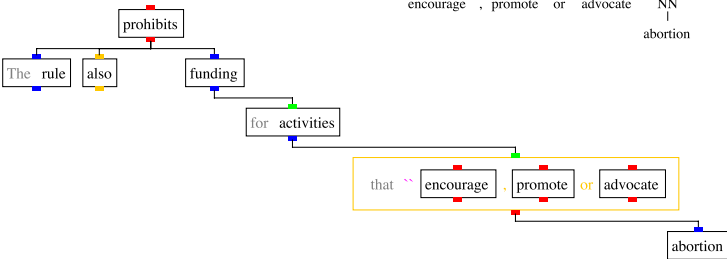 encourage , promote or advocate NN
abortion
prohibits
The rule also funding
for activities
that `` encourage , promote or advocate
abortion